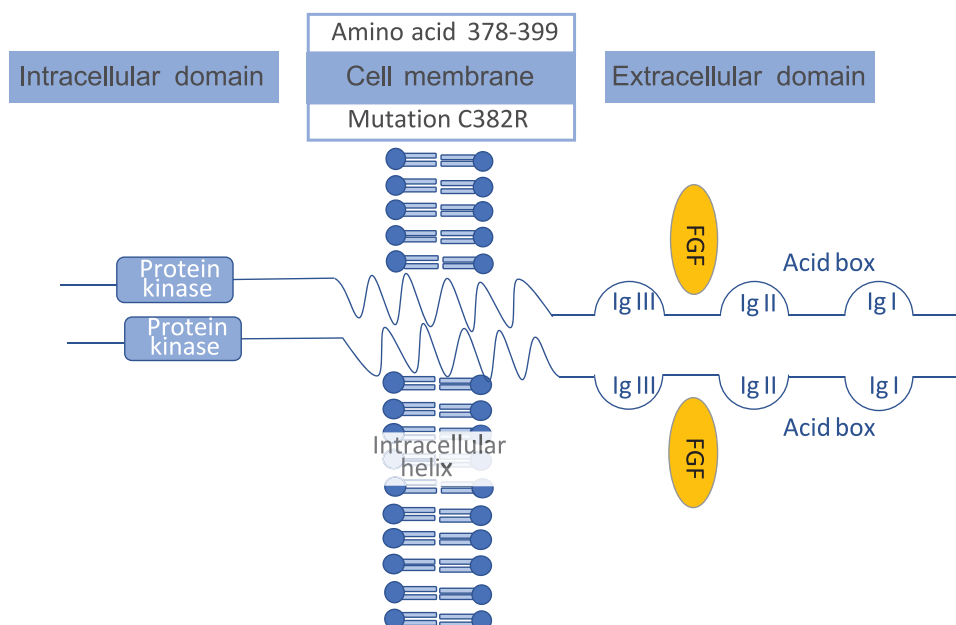 Amino acid 378-399
Intracellular domain
Cell membrane
Extracellular domain
Mutation C382R
FGF
Acid box
Protein
kinase
Ig III
Ig II
Ig I
Protein
kinase
Ig III
Ig II
Ig I
Acid box
FGF
Intracellular
helix